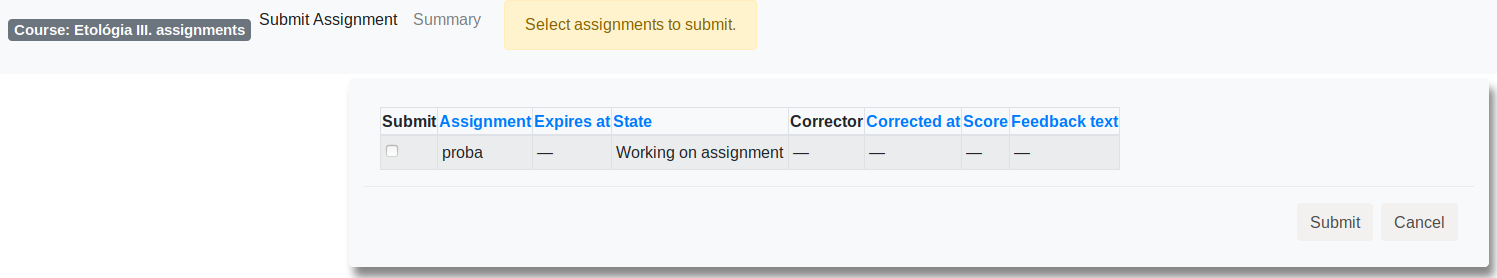 Course: Etológia III. assignments Submit Assignment Summary Select assignments to submit.
Submit Assignment Expires at State Corrector Corrected at Score Feedback text
proba — Working on assignment — — — —
Submit Cancel